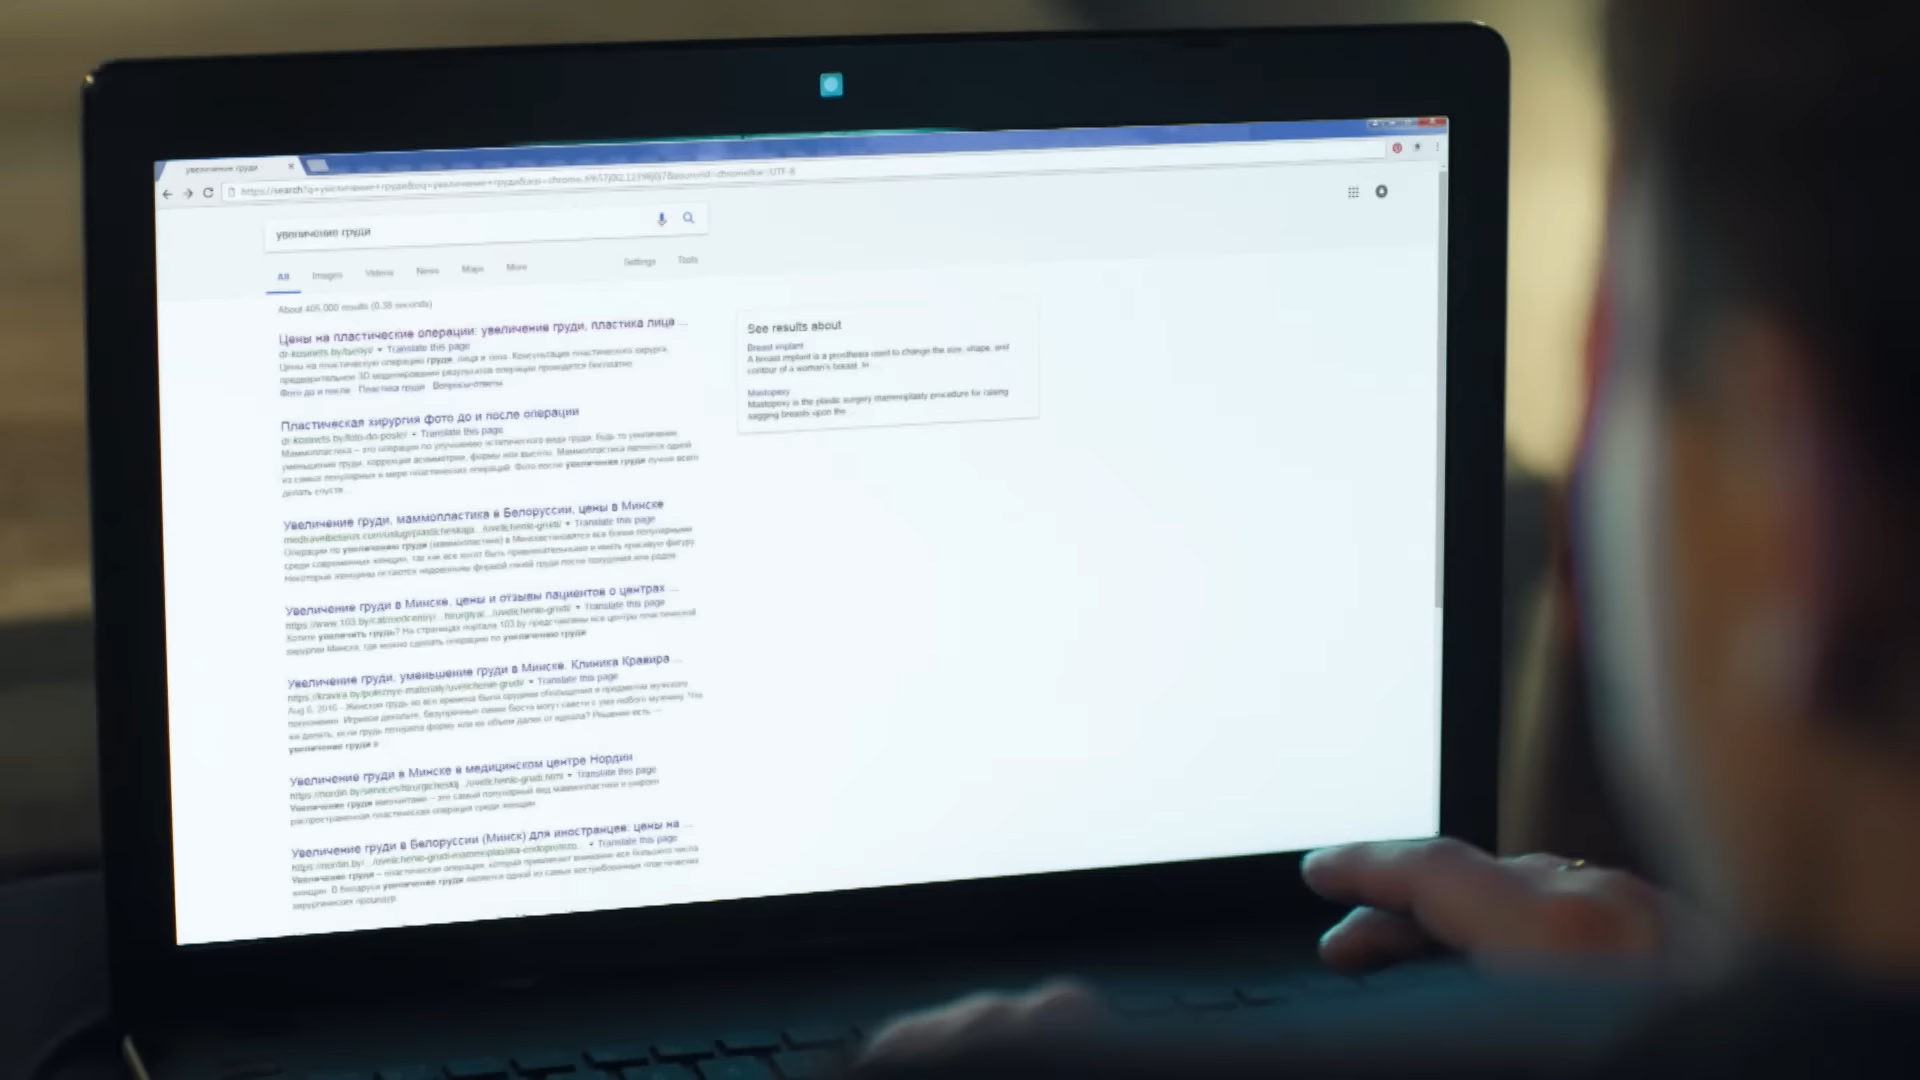 увеличение груди
увеличение груди
All Images Videos News Maps More Settings Tools
About 405,000 results (0.38 seconds)
Цены на пластические операции: увеличение груди, пластика лица ...
dr-kosinets.by/tseny/ Translate this page
Цены на пластическую операцию груди, лица и тела. Консультация пластического хирурга,
предварительное 3D моделирование результатов операции проводятся бесплатно.
Фото до и после Пластика груди Вопросы-ответы
Пластическая хирургия фото до и после операции
dr-kosinets.by/foto-do-posle/ Translate this page
Маммопластика – это операция по улучшению эстетического вида груди, будь то увеличение,
уменьшение груди, коррекция асимметрии, формы или высоты. Маммопластика является одной
из самых популярных в мире пластических операций. Фото после увеличения груди лучше всего
делать спустя...
Увеличение груди, маммопластика в Белоруссии, цены в Минске
medtravelbelarus.com/uslugi/plasticheskaja.../uvelichenie-grudi/ Translate this page
Операции по увеличению груди (маммопластика) в Минске становятся все более популярными
среди современных женщин, так как все хотят быть привлекательными и иметь красивую фигуру.
Некоторые женщины остаются недовольны формой своей груди после похудения или родов.
Увеличение груди в Минске, цены и отзывы пациентов о центрах ...
https://www.103.by/cat/medcentry/...hirurgiya/.../uvelichenie-grudi/ Translate this page
Хотите увеличить грудь? На страницах портала 103.by представлены все центры пластической
хирургии Минска, где можно сделать операцию по увеличению груди
Увеличение груди, уменьшение груди в Минске. Клиника Кравира ...
https://kravira.by/poleznye-materialy/uvelichenie-grudi/ Translate this page
Aug 6, 2016 - Женская грудь во все времена была орудием обольщения и предметом мужского
поклонения. Игривое декольте, безупречные линии бюста могут свести с ума любого мужчину. Что
же делать, если грудь потеряла форму или ее объем далек от идеала? Решение есть ...
увеличение груди в
Увеличение груди в Минске в медицинском центре Нордин
https://nordin.by/services/hirurgicheskij.../uvelichenie-grudi.html Translate this page
Увеличение груди имплантами – это самый популярный вид маммопластики и широко
распространенная пластическая операция среди женщин
Увеличение груди в Белоруссии (Минск) для иностранцев: цены на ...
https://nordin.by/.../uvelichenie-grudi-mammoplastika-endoprotezo... Translate this page
Увеличение груди – пластическая операция, которая привлекает внимание все большего числа
женщин. В Беларуси увеличение груди является одной из самых востребованных пластических
хирургических процедур.
See results about
Breast implant
A breast implant is a prosthesis used to change the size, shape, and
contour of a woman's breast. In ...
Mastopexy
Mastopexy is the plastic surgery mammoplasty procedure for raising
sagging breasts upon the ...